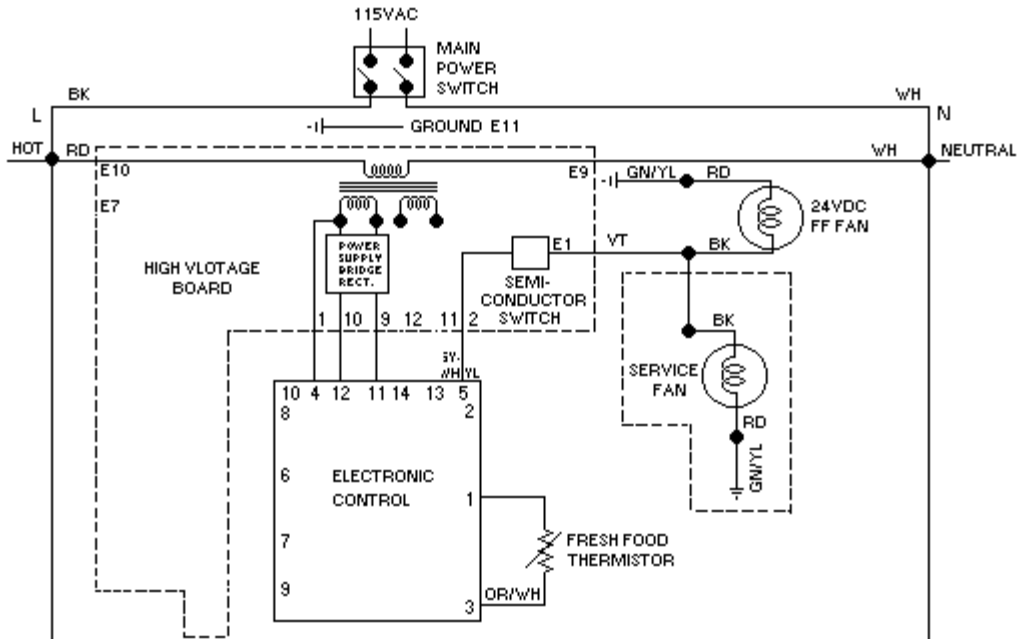 115VAC
MAIN
POWER
SWITCH
BK
WH
L
N
GROUND E11
HOT
RD
WH
NEUTRAL
E10
E9
GN/YL
RD
E7
24VDC
FF FAN
POWER
SUPPLY
BRIDGE
RECT.
E1
VT
BK
HIGH VLOTAGE
BOARD
SEMI-
CONDUCTOR
SWITCH
1 10 9 12 11 2
BK
SERVICE
FAN
RD
GN/YL
GY-
WH YL
10 4 12 11 14 13 5
8
2
6
ELECTRONIC
CONTROL
1
7
FRESH FOOD
THERMISTOR
9
OR/WH
3